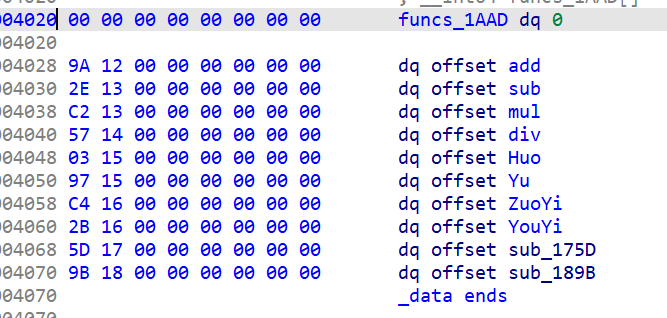 004020 00 00 00 00 00 00 00 00 funcs_1AAD dq 0
004020
004028 9A 12 00 00 00 00 00 00 dq offset add
004030 2E 13 00 00 00 00 00 00 dq offset sub
004038 C2 13 00 00 00 00 00 00 dq offset mul
004040 57 14 00 00 00 00 00 00 dq offset div
004048 03 15 00 00 00 00 00 00 dq offset Huo
004050 97 15 00 00 00 00 00 00 dq offset Yu
004058 C4 16 00 00 00 00 00 00 dq offset ZuoYi
004060 2B 16 00 00 00 00 00 00 dq offset YouYi
004068 5D 17 00 00 00 00 00 00 dq offset sub_175D
004070 9B 18 00 00 00 00 00 00 dq offset sub_189B
004070 _data ends